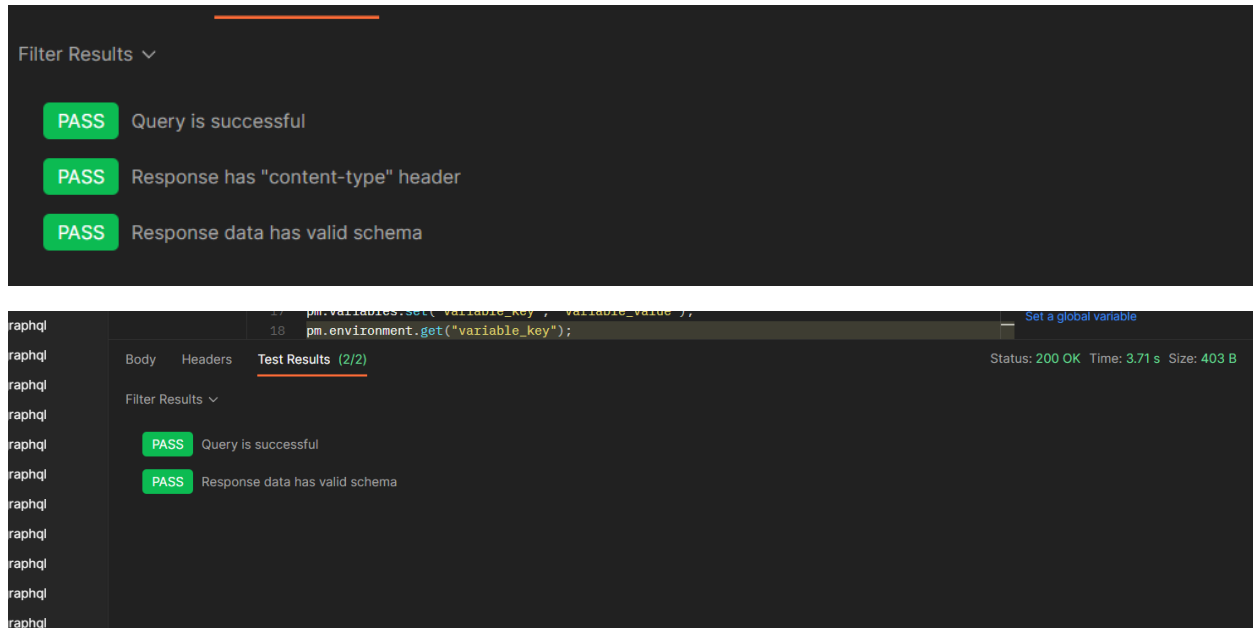 Filter Results
PASS Query is successful
PASS Response has "content-type" header
PASS Response data has valid schema
raphql
17 pm.variables.set("variable_key", "variable_value");
Set a global variable
18 pm.environment.get("variable_key");
raphql
Body Headers Test Results (2/2) Status: 200 OK Time: 3.71 s Size: 403 B
raphql
Filter Results
raphql
raphql
PASS Query is successful
raphql
PASS Response data has valid schema
raphql
raphql
raphql
raphql
raphql